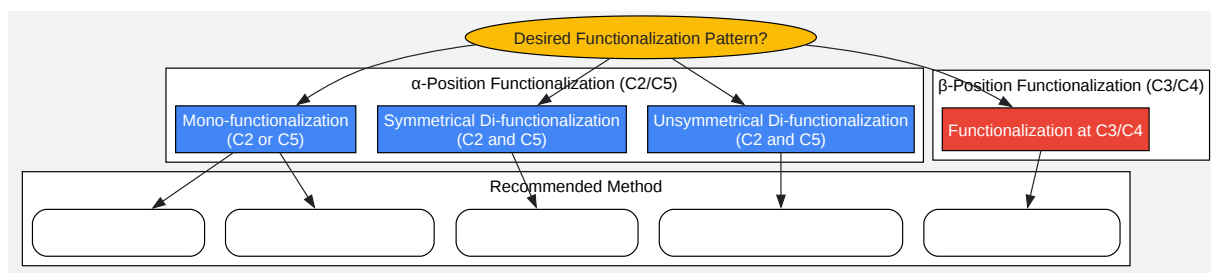 Desired Functionalization Pattern?
α-Position Functionalization (C2/C5)
β-Position Functionalization (C3/C4)
Mono-functionalization
(C2 or C5)
Symmetrical Di-functionalization
(C2 and C5)
Unsymmetrical Di-functionalization
(C2 and C5)
Functionalization at C3/C4
Recommended Method